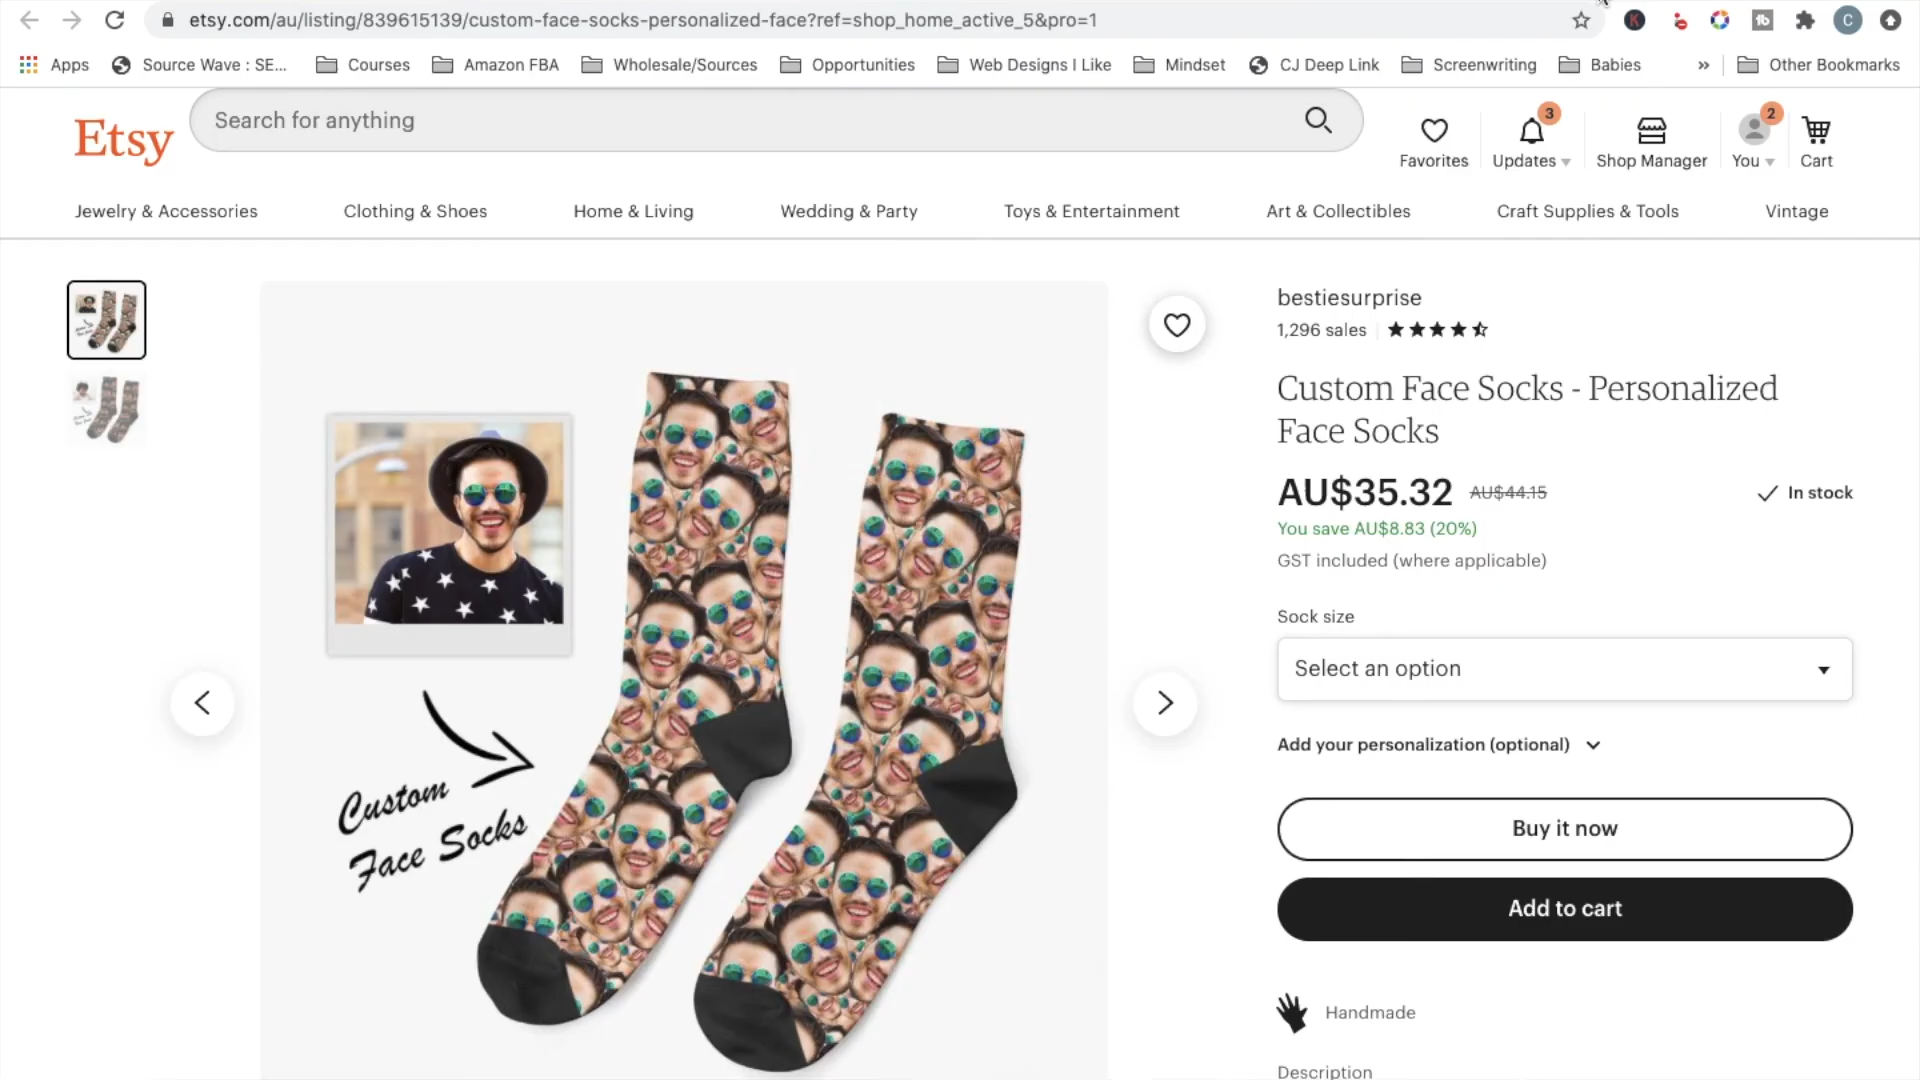 etsy.com/au/listing/839615139/custom-face-socks-personalized-face?ref=shop_home_active_5&pro=1
K
1b
C
Apps
Source Wave : SE...
Courses
Amazon FBA
Wholesale/Sources
Opportunities
Web Designs I Like
Mindset
CJ Deep Link
Screenwriting
Babies
»
Other Bookmarks
Etsy
Search for anything
Favorites
3
Updates
Shop Manager
2
You
Cart
Jewelry & Accessories
Clothing & Shoes
Home & Living
Wedding & Party
Toys & Entertainment
Art & Collectibles
Craft Supplies & Tools
Vintage
Custom
Face Socks
bestiesurprise
1,296 sales
Custom Face Socks - Personalized
Face Socks
AU$35.32 AU$44.15
In stock
You save AU$8.83 (20%)
GST included (where applicable)
Sock size
Select an option
Add your personalization (optional)
Buy it now
Add to cart
Handmade
Description